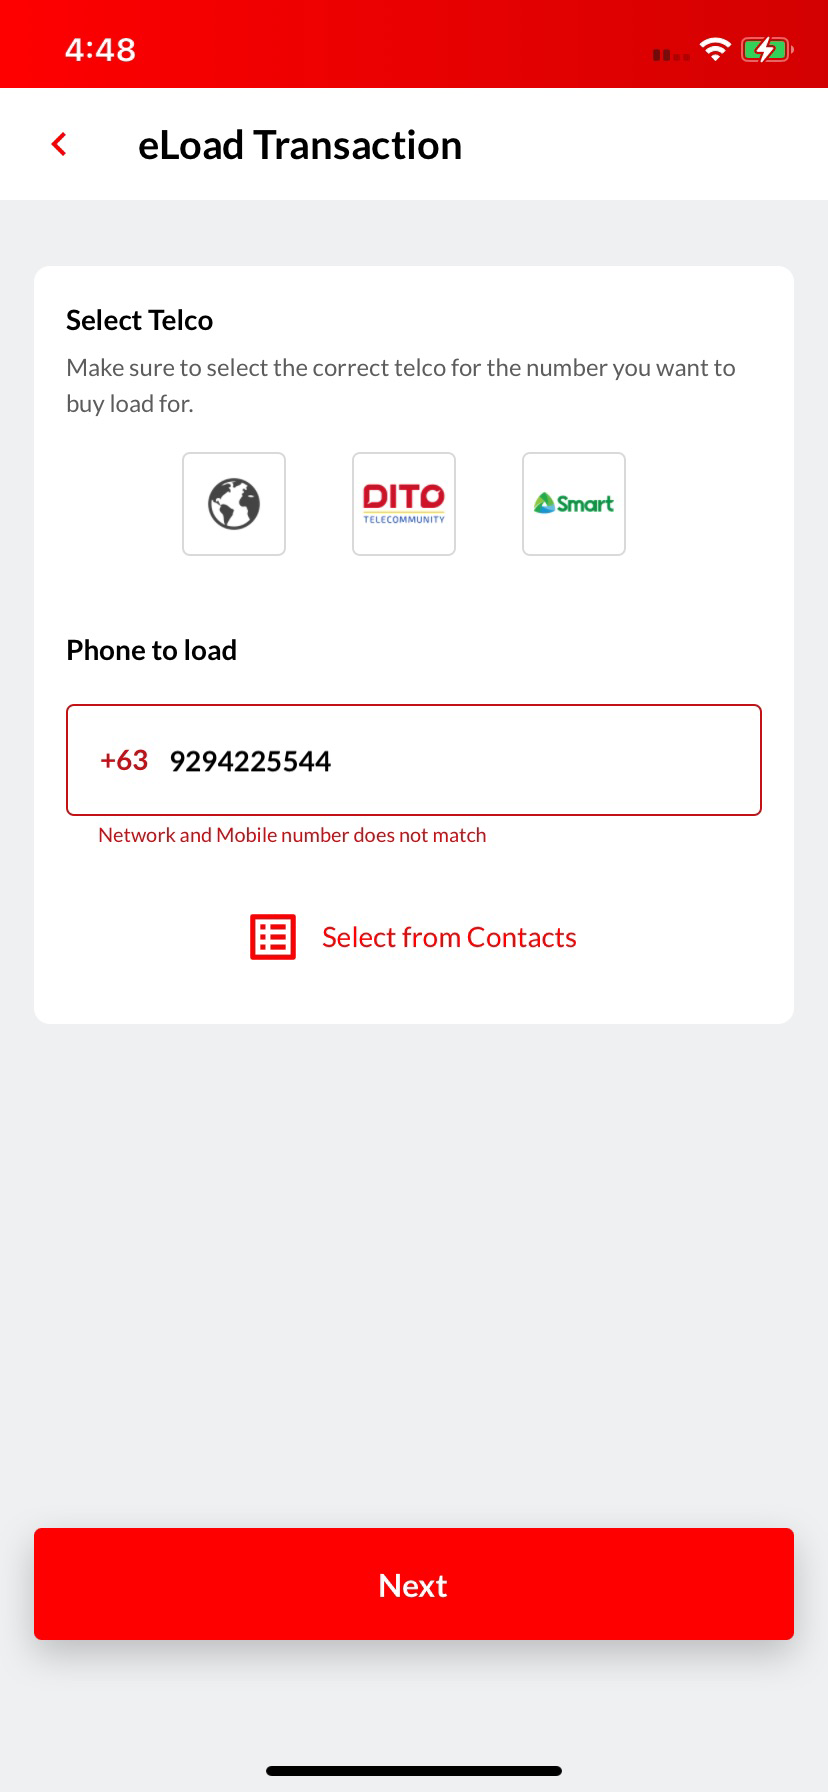 4:48
eLoad Transaction
Select Telco
Make sure to select the correct telco for the number you want to
buy load for.
DITO
TELECOMMUNITY
Smart
Phone to load
+63 9294225544
Network and Mobile number does not match
Select from Contacts
Next